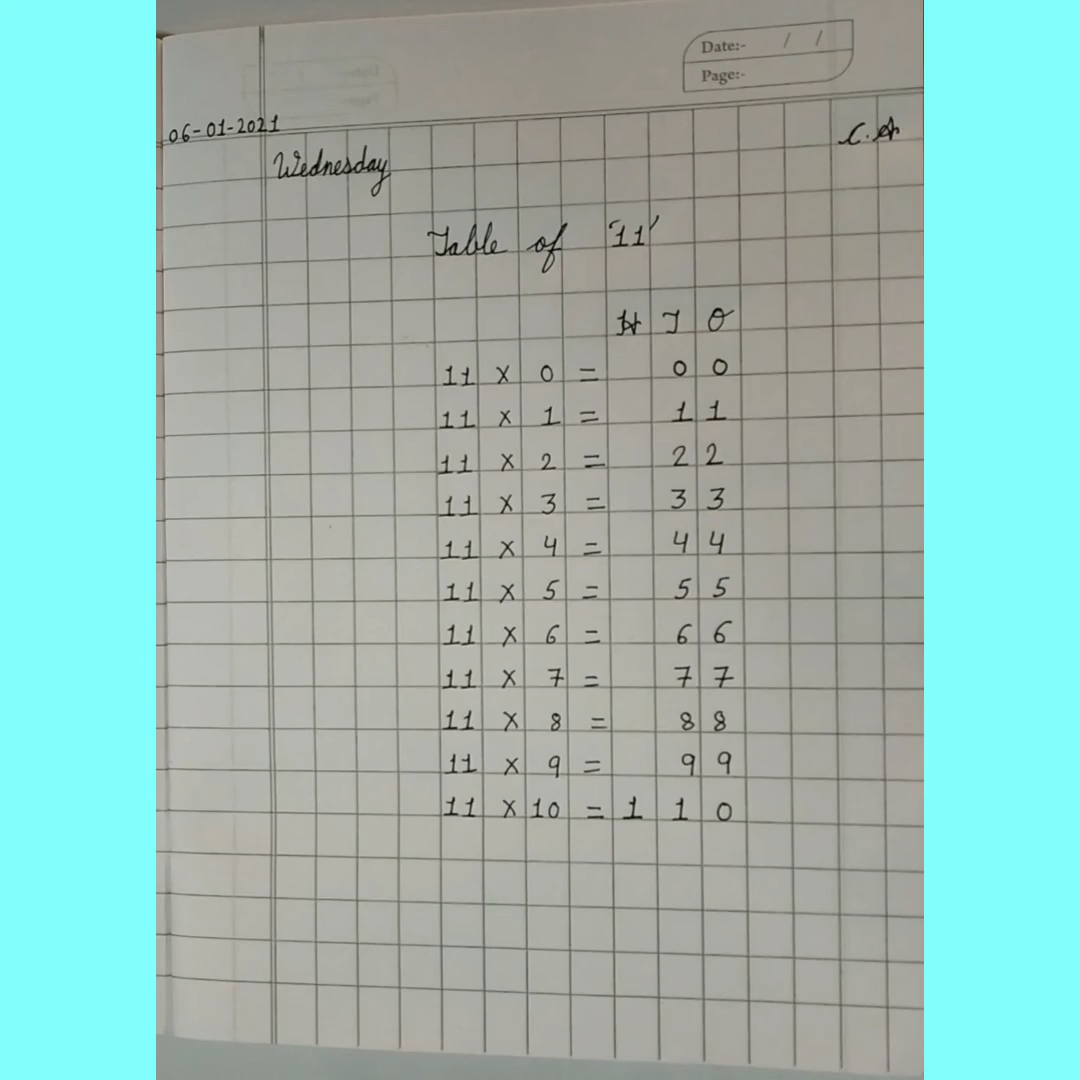 Date:- / /
Page:-
06-01-2021
C.A
Wednesday
Table of '11'
H T O
11 × 0 = 0 0
11 × 1 = 1 1
11 × 2 = 2 2
11 × 3 = 3 3
11 × 4 = 4 4
11 × 5 = 5 5
11 × 6 = 6 6
11 × 7 = 7 7
11 × 8 = 8 8
11 × 9 = 9 9
11 × 10 = 1 1 0